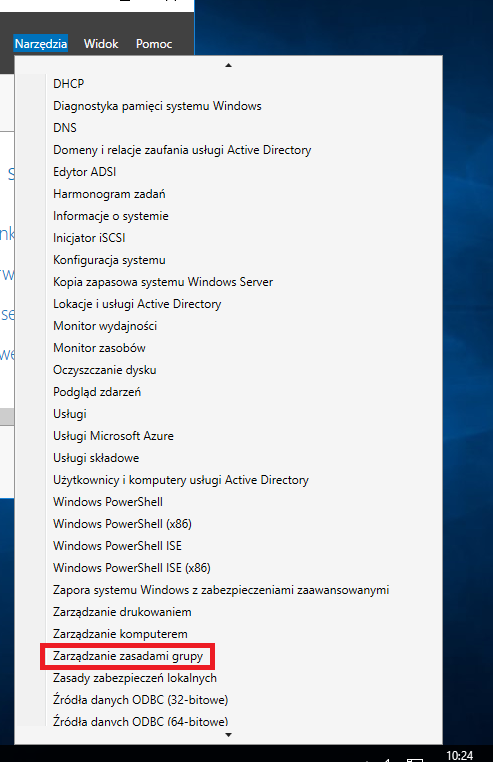 Narzędzia Widok Pomoc
DHCP
Diagnostyka pamięci systemu Windows
DNS
Domeny i relacje zaufania usługi Active Directory
Edytor ADSI
Harmonogram zadań
Informacje o systemie
Inicjator iSCSI
Konfiguracja systemu
Kopia zapasowa systemu Windows Server
Lokacje i usługi Active Directory
Monitor wydajności
Monitor zasobów
Oczyszczanie dysku
Podgląd zdarzeń
Usługi
Usługi Microsoft Azure
Usługi składowe
Użytkownicy i komputery usługi Active Directory
Windows PowerShell
Windows PowerShell (x86)
Windows PowerShell ISE
Windows PowerShell ISE (x86)
Zapora systemu Windows z zabezpieczeniami zaawansowanymi
Zarządzanie drukowaniem
Zarządzanie komputerem
Zarządzanie zasadami grupy
Zasady zabezpieczeń lokalnych
Źródła danych ODBC (32-bitowe)
Źródła danych ODBC (64-bitowe)
10:24